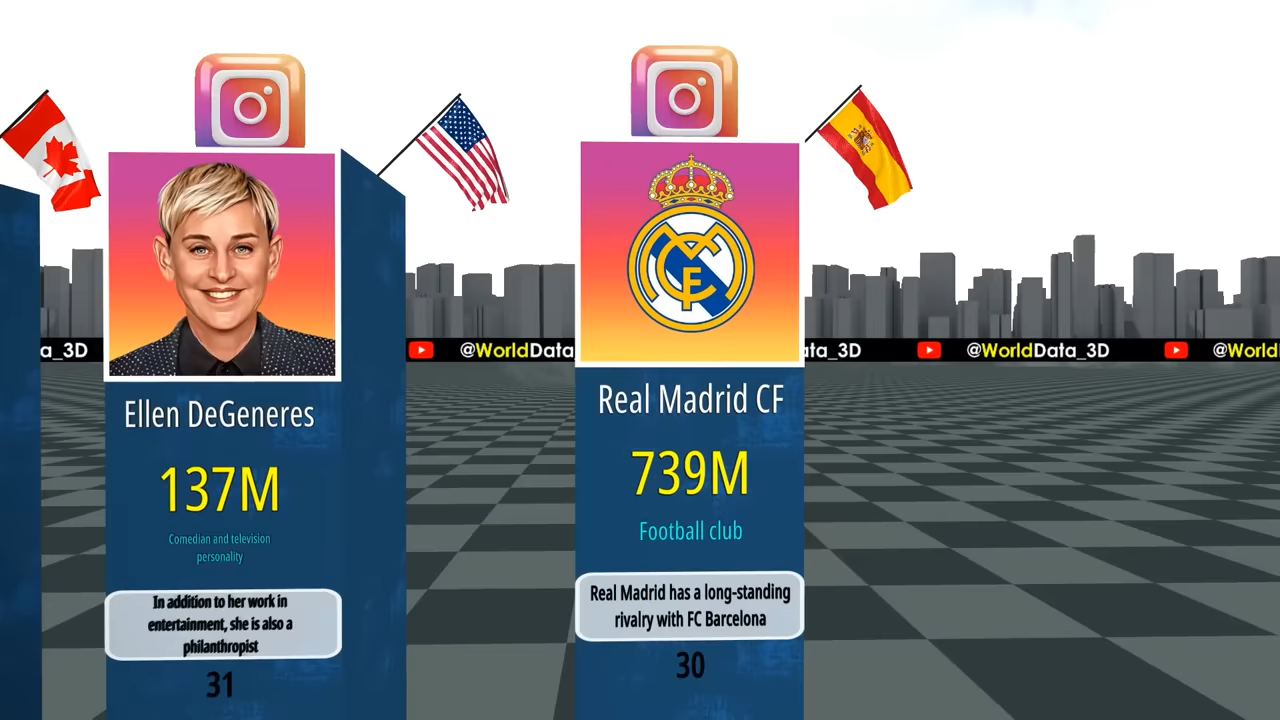 Ellen DeGeneres
137M
Comedian and television
personality
In addition to her work in
entertainment, she is also a
philanthropist
31
Real Madrid CF
739M
Football club
Real Madrid has a long-standing
rivalry with FC Barcelona
30
a_3D
@WorldData
ata_3D
@WorldData_3D
@World